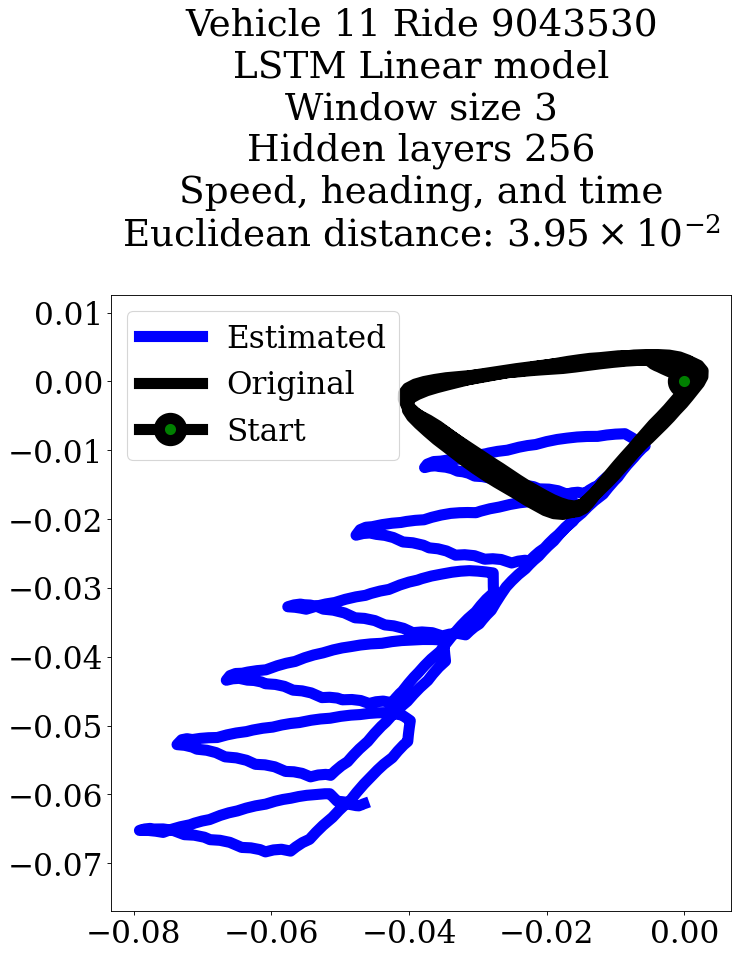 Vehicle 11 Ride 9043530
LSTM Linear model
Window size 3
Hidden layers 256
Speed, heading, and time
Euclidean distance: 3.95 × 10⁻²
Estimated
Original
Start
0.01
0.00
−0.01
−0.02
−0.03
−0.04
−0.05
−0.06
−0.07
−0.08 −0.06 −0.04 −0.02 0.00